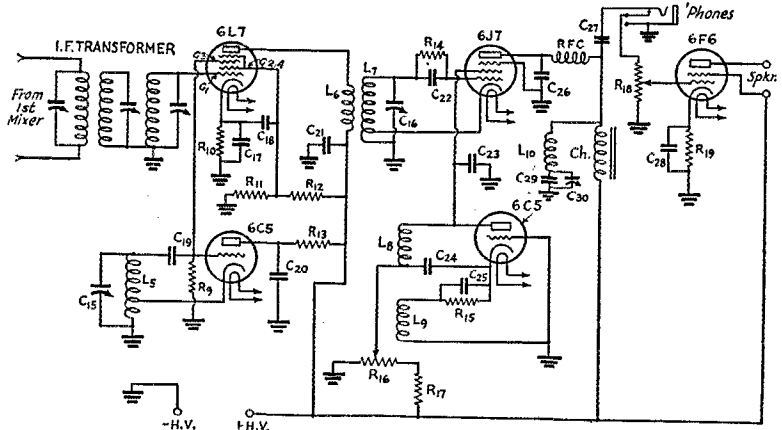 I.F. TRANSFORMER
From
1st
Mixer
6L7
G3
G2,4
G1
R10
C17
C18
R11
R12
C21
L6
L7
C16
R14
C22
6J7
C26
RFC
C27
'Phones
R18
6F6
Spkr.
C28
R19
L10
C29
C30
Ch.
C23
6C5
L8
C24
C25
R15
L9
R16
R17
C19
6C5
R13
C20
R9
L5
C15
-H.V.
+H.V.